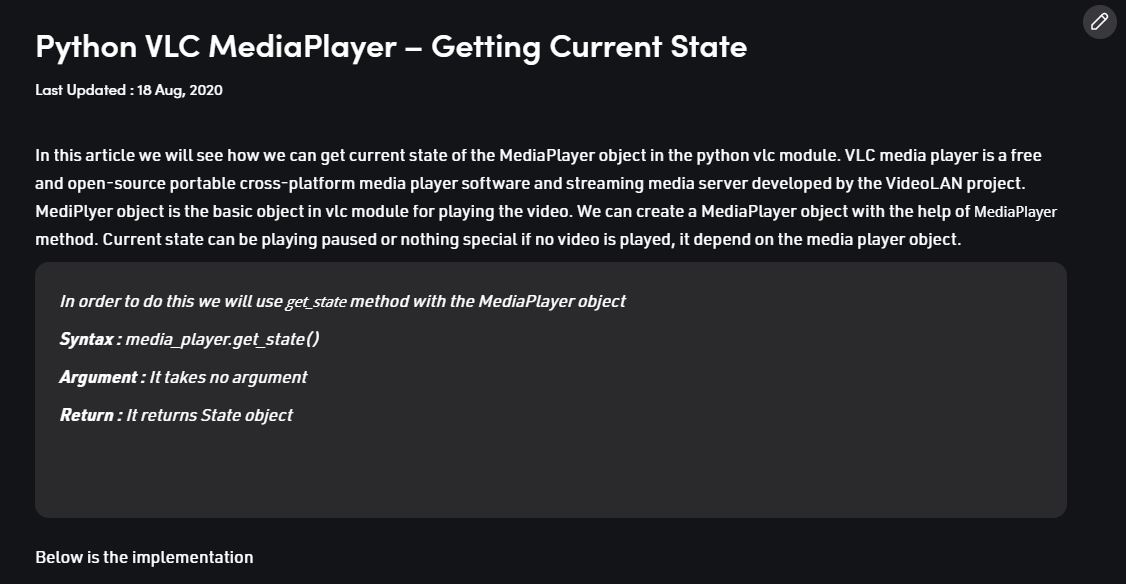 Python VLC MediaPlayer – Getting Current State
Last Updated : 18 Aug, 2020
In this article we will see how we can get current state of the MediaPlayer object in the python vlc module. VLC media player is a free
and open-source portable cross-platform media player software and streaming media server developed by the VideoLAN project.
MediPlyer object is the basic object in vlc module for playing the video. We can create a MediaPlayer object with the help of MediaPlayer
method. Current state can be playing paused or nothing special if no video is played, it depend on the media player object.
In order to do this we will use get_state method with the MediaPlayer object
Syntax : media_player.get_state()
Argument : It takes no argument
Return : It returns State object
Below is the implementation